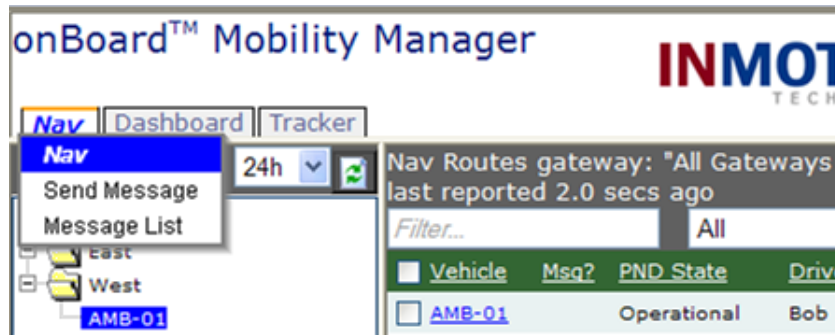 onBoard™ Mobility Manager
INMOT
TECH
Nav Dashboard Tracker
Nav
Send Message
Message List
24h
East
West
AMB-01
Nav Routes gateway: "All Gateways
last reported 2.0 secs ago
Filter...
All
Vehicle Msg? PND State Driv
AMB-01 Operational Bob